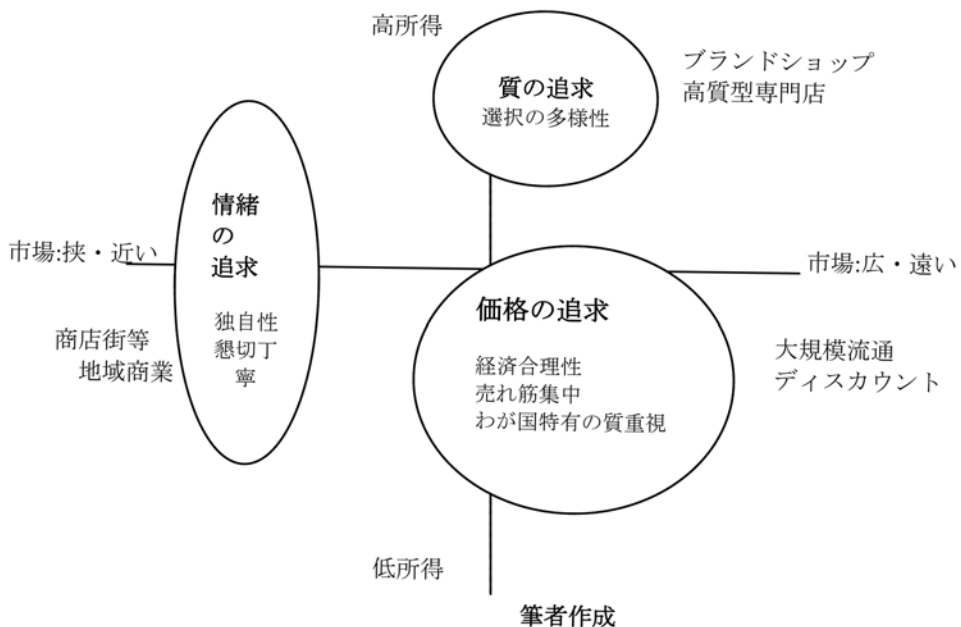 高所得
質の追求
選択の多様性
ブランドショップ
高質型専門店
情緒
の
追求
独自性
懇切丁
寧
市場:挟・近い
商店街等
地域商業
価格の追求
経済合理性
売れ筋集中
わが国特有の質重視
市場:広・遠い
大規模流通
ディスカウント
低所得
筆者作成